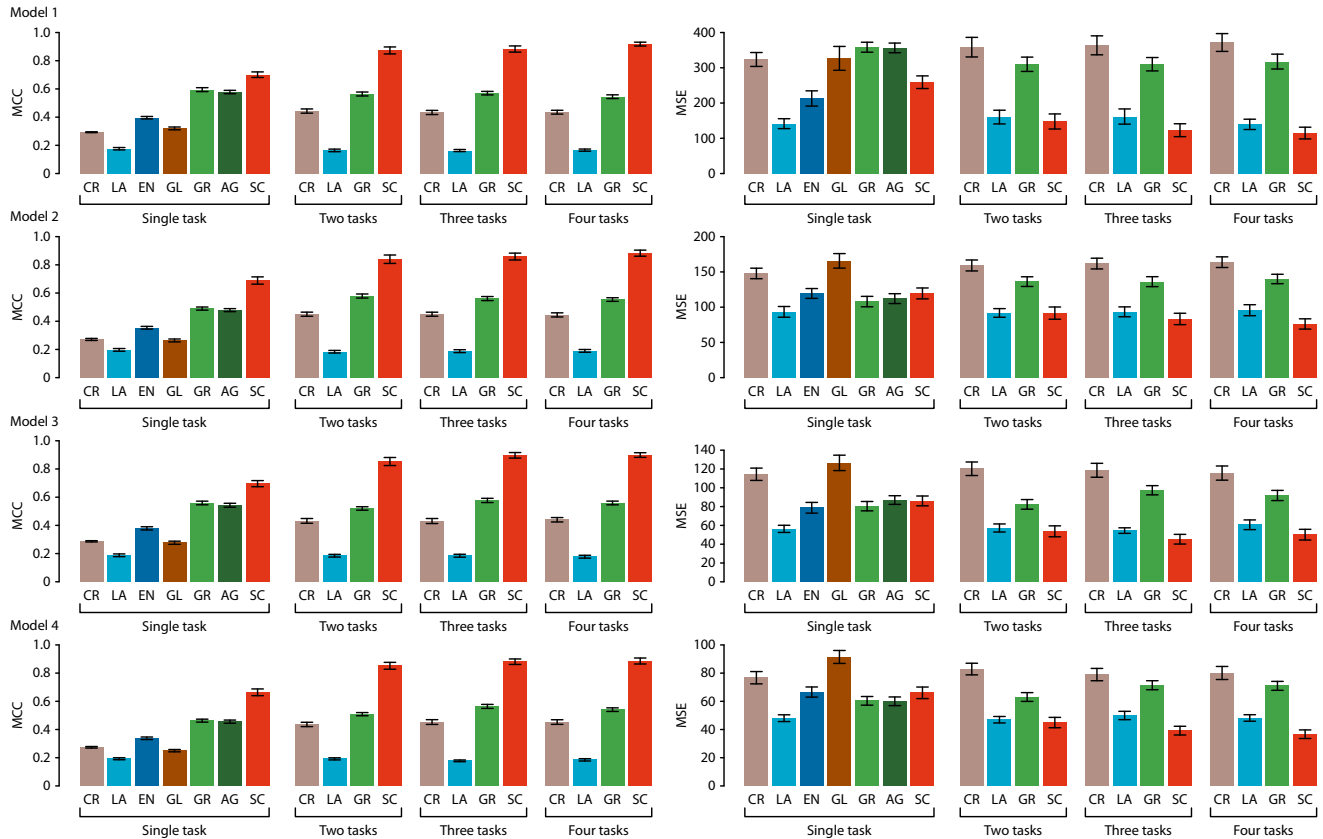 Model 1
1.0
0.8
0.6
0.4
0.2
0
MCC
CR LA EN GL GR AG SC CR LA GR SC CR LA GR SC CR LA GR SC
Single task Two tasks Three tasks Four tasks
400
300
200
100
0
MSE
CR LA EN GL GR AG SC CR LA GR SC CR LA GR SC CR LA GR SC
Single task Two tasks Three tasks Four tasks
Model 2
1.0
0.8
0.6
0.4
0.2
0
MCC
CR LA EN GL GR AG SC CR LA GR SC CR LA GR SC CR LA GR SC
Single task Two tasks Three tasks Four tasks
200
150
100
50
0
MSE
CR LA EN GL GR AG SC CR LA GR SC CR LA GR SC CR LA GR SC
Single task Two tasks Three tasks Four tasks
Model 3
1.0
0.8
0.6
0.4
0.2
0
MCC
CR LA EN GL GR AG SC CR LA GR SC CR LA GR SC CR LA GR SC
Single task Two tasks Three tasks Four tasks
140
120
100
80
60
40
20
0
MSE
CR LA EN GL GR AG SC CR LA GR SC CR LA GR SC CR LA GR SC
Single task Two tasks Three tasks Four tasks
Model 4
1.0
0.8
0.6
0.4
0.2
0
MCC
CR LA EN GL GR AG SC CR LA GR SC CR LA GR SC CR LA GR SC
Single task Two tasks Three tasks Four tasks
100
80
60
40
20
0
MSE
CR LA EN GL GR AG SC CR LA GR SC CR LA GR SC CR LA GR SC
Single task Two tasks Three tasks Four tasks